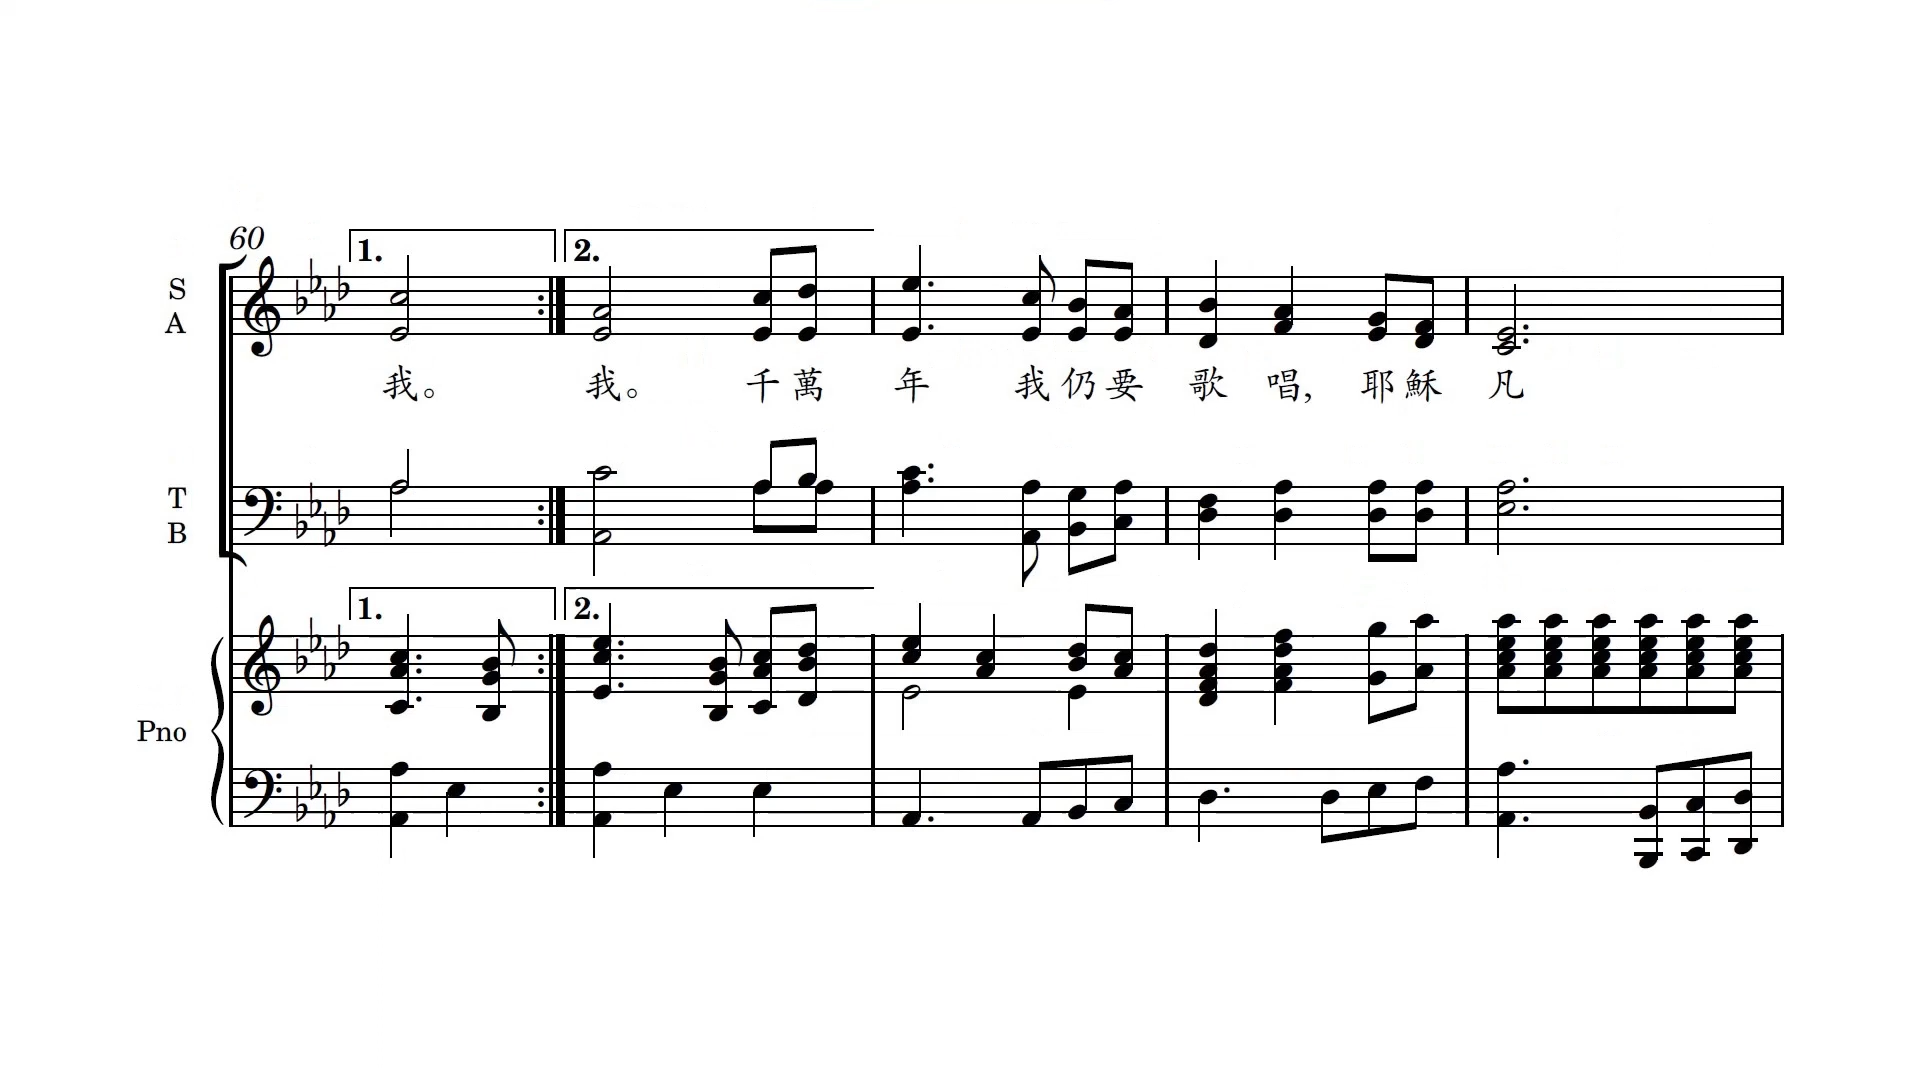 60
1. 2.
S
A
我。 我。 千 萬 年 我 仍 要 歌 唱, 耶 穌 凡
T
B
1. 2.
Pno